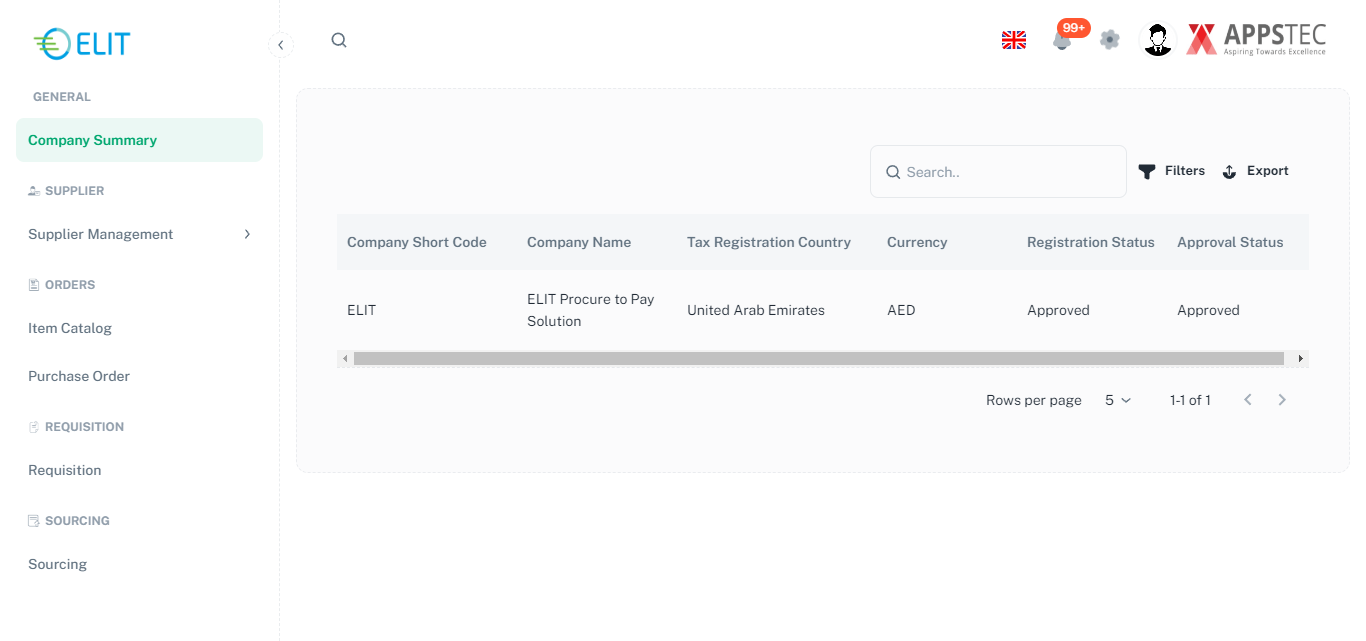 ELIT
99+
APPSTEC
Aspiring Towards Excellence
GENERAL
Company Summary
SUPPLIER
Supplier Management
ORDERS
Item Catalog
Purchase Order
REQUISITION
Requisition
SOURCING
Sourcing
Search..
Filters
Export
Company Short Code Company Name Tax Registration Country Currency Registration Status Approval Status
ELIT ELIT Procure to Pay United Arab Emirates AED Approved Approved
Solution
Rows per page 5 1-1 of 1